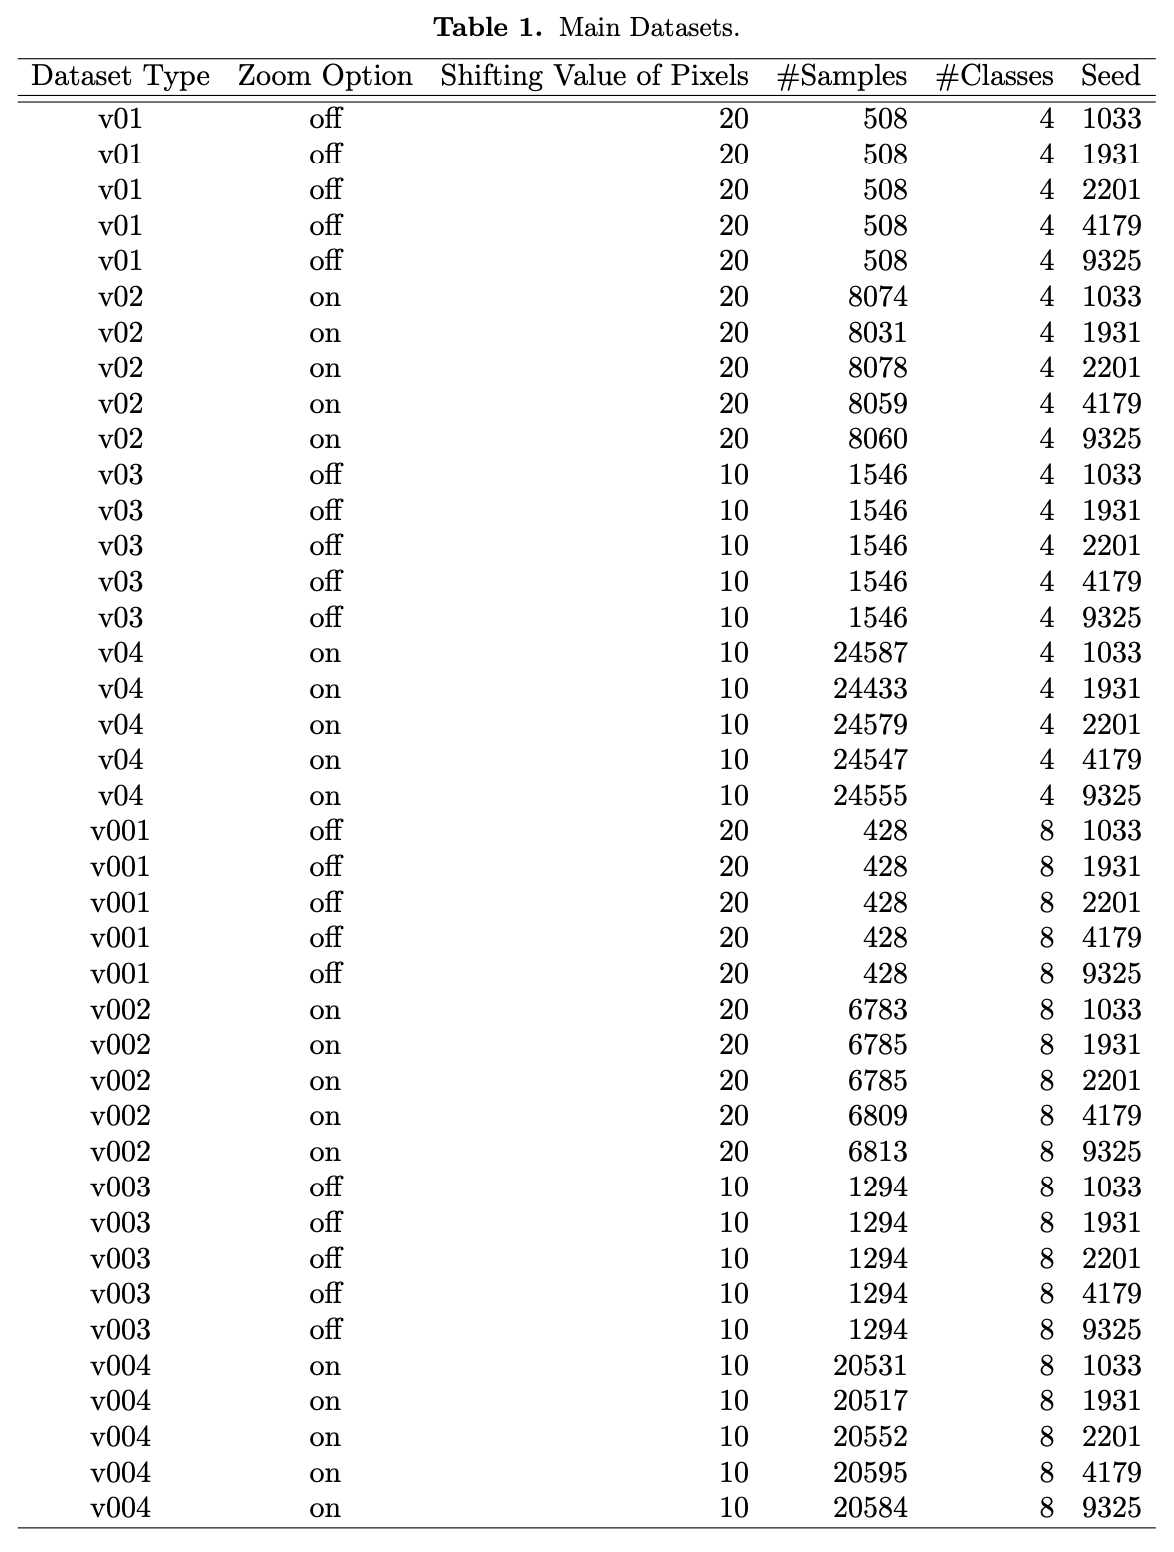 Table 1. Main Datasets.
Dataset Type Zoom Option Shifting Value of Pixels #Samples #Classes Seed
v01 off 20 508 4 1033
v01 off 20 508 4 1931
v01 off 20 508 4 2201
v01 off 20 508 4 4179
v01 off 20 508 4 9325
v02 on 20 8074 4 1033
v02 on 20 8031 4 1931
v02 on 20 8078 4 2201
v02 on 20 8059 4 4179
v02 on 20 8060 4 9325
v03 off 10 1546 4 1033
v03 off 10 1546 4 1931
v03 off 10 1546 4 2201
v03 off 10 1546 4 4179
v03 off 10 1546 4 9325
v04 on 10 24587 4 1033
v04 on 10 24433 4 1931
v04 on 10 24579 4 2201
v04 on 10 24547 4 4179
v04 on 10 24555 4 9325
v001 off 20 428 8 1033
v001 off 20 428 8 1931
v001 off 20 428 8 2201
v001 off 20 428 8 4179
v001 off 20 428 8 9325
v002 on 20 6783 8 1033
v002 on 20 6785 8 1931
v002 on 20 6785 8 2201
v002 on 20 6809 8 4179
v002 on 20 6813 8 9325
v003 off 10 1294 8 1033
v003 off 10 1294 8 1931
v003 off 10 1294 8 2201
v003 off 10 1294 8 4179
v003 off 10 1294 8 9325
v004 on 10 20531 8 1033
v004 on 10 20517 8 1931
v004 on 10 20552 8 2201
v004 on 10 20595 8 4179
v004 on 10 20584 8 9325